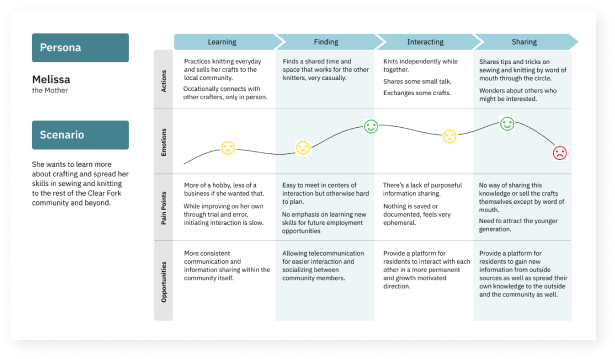 Persona
Melissa
the Mother
Scenario
She wants to learn more
about crafting and spread her
skills in sewing and knitting
to the rest of the Clear Fork
community and beyond.
Learning
Finding
Interacting
Sharing
Actions
Practices knitting everyday
and sells her crafts to the
local community.
Occationally connects with
other crafters, only in person.
Finds a shared time and
space that works for the other
knitters, very casually.
Knits independently while
together.
Shares some small talk.
Exchanges some crafts.
Shares tips and tricks on
sewing and knitting by word of
mouth through the circle.
Wonders about others who
might be interested.
Emotions
Pain Points
More of a hobby, less of a
business if she wanted that.
While improving on her own
through trial and error,
initiating interaction is slow.
Easy to meet in centers of
interaction but otherwise hard
to plan.
No emphasis on learning new
skills for future employment
opportunities
There's a lack of purposeful
information sharing.
Nothing is saved or
documented, feels very
ephemeral.
No way of sharing this
knowledge or sell the crafts
themselves except by word of
mouth.
Need to attract the younger
generation.
Opportunities
More consistent
communication and
information sharing within the
community itself.
Allowing telecommunication
for easier interaction and
socializing between
community members.
Provide a platform for
residents to interact with each
other in a more permanent
and growth motivated
direction.
Provide a platform for
residents to gain new
information from outside
sources as well as spread their
own knowledge to the outside
and the community as well.